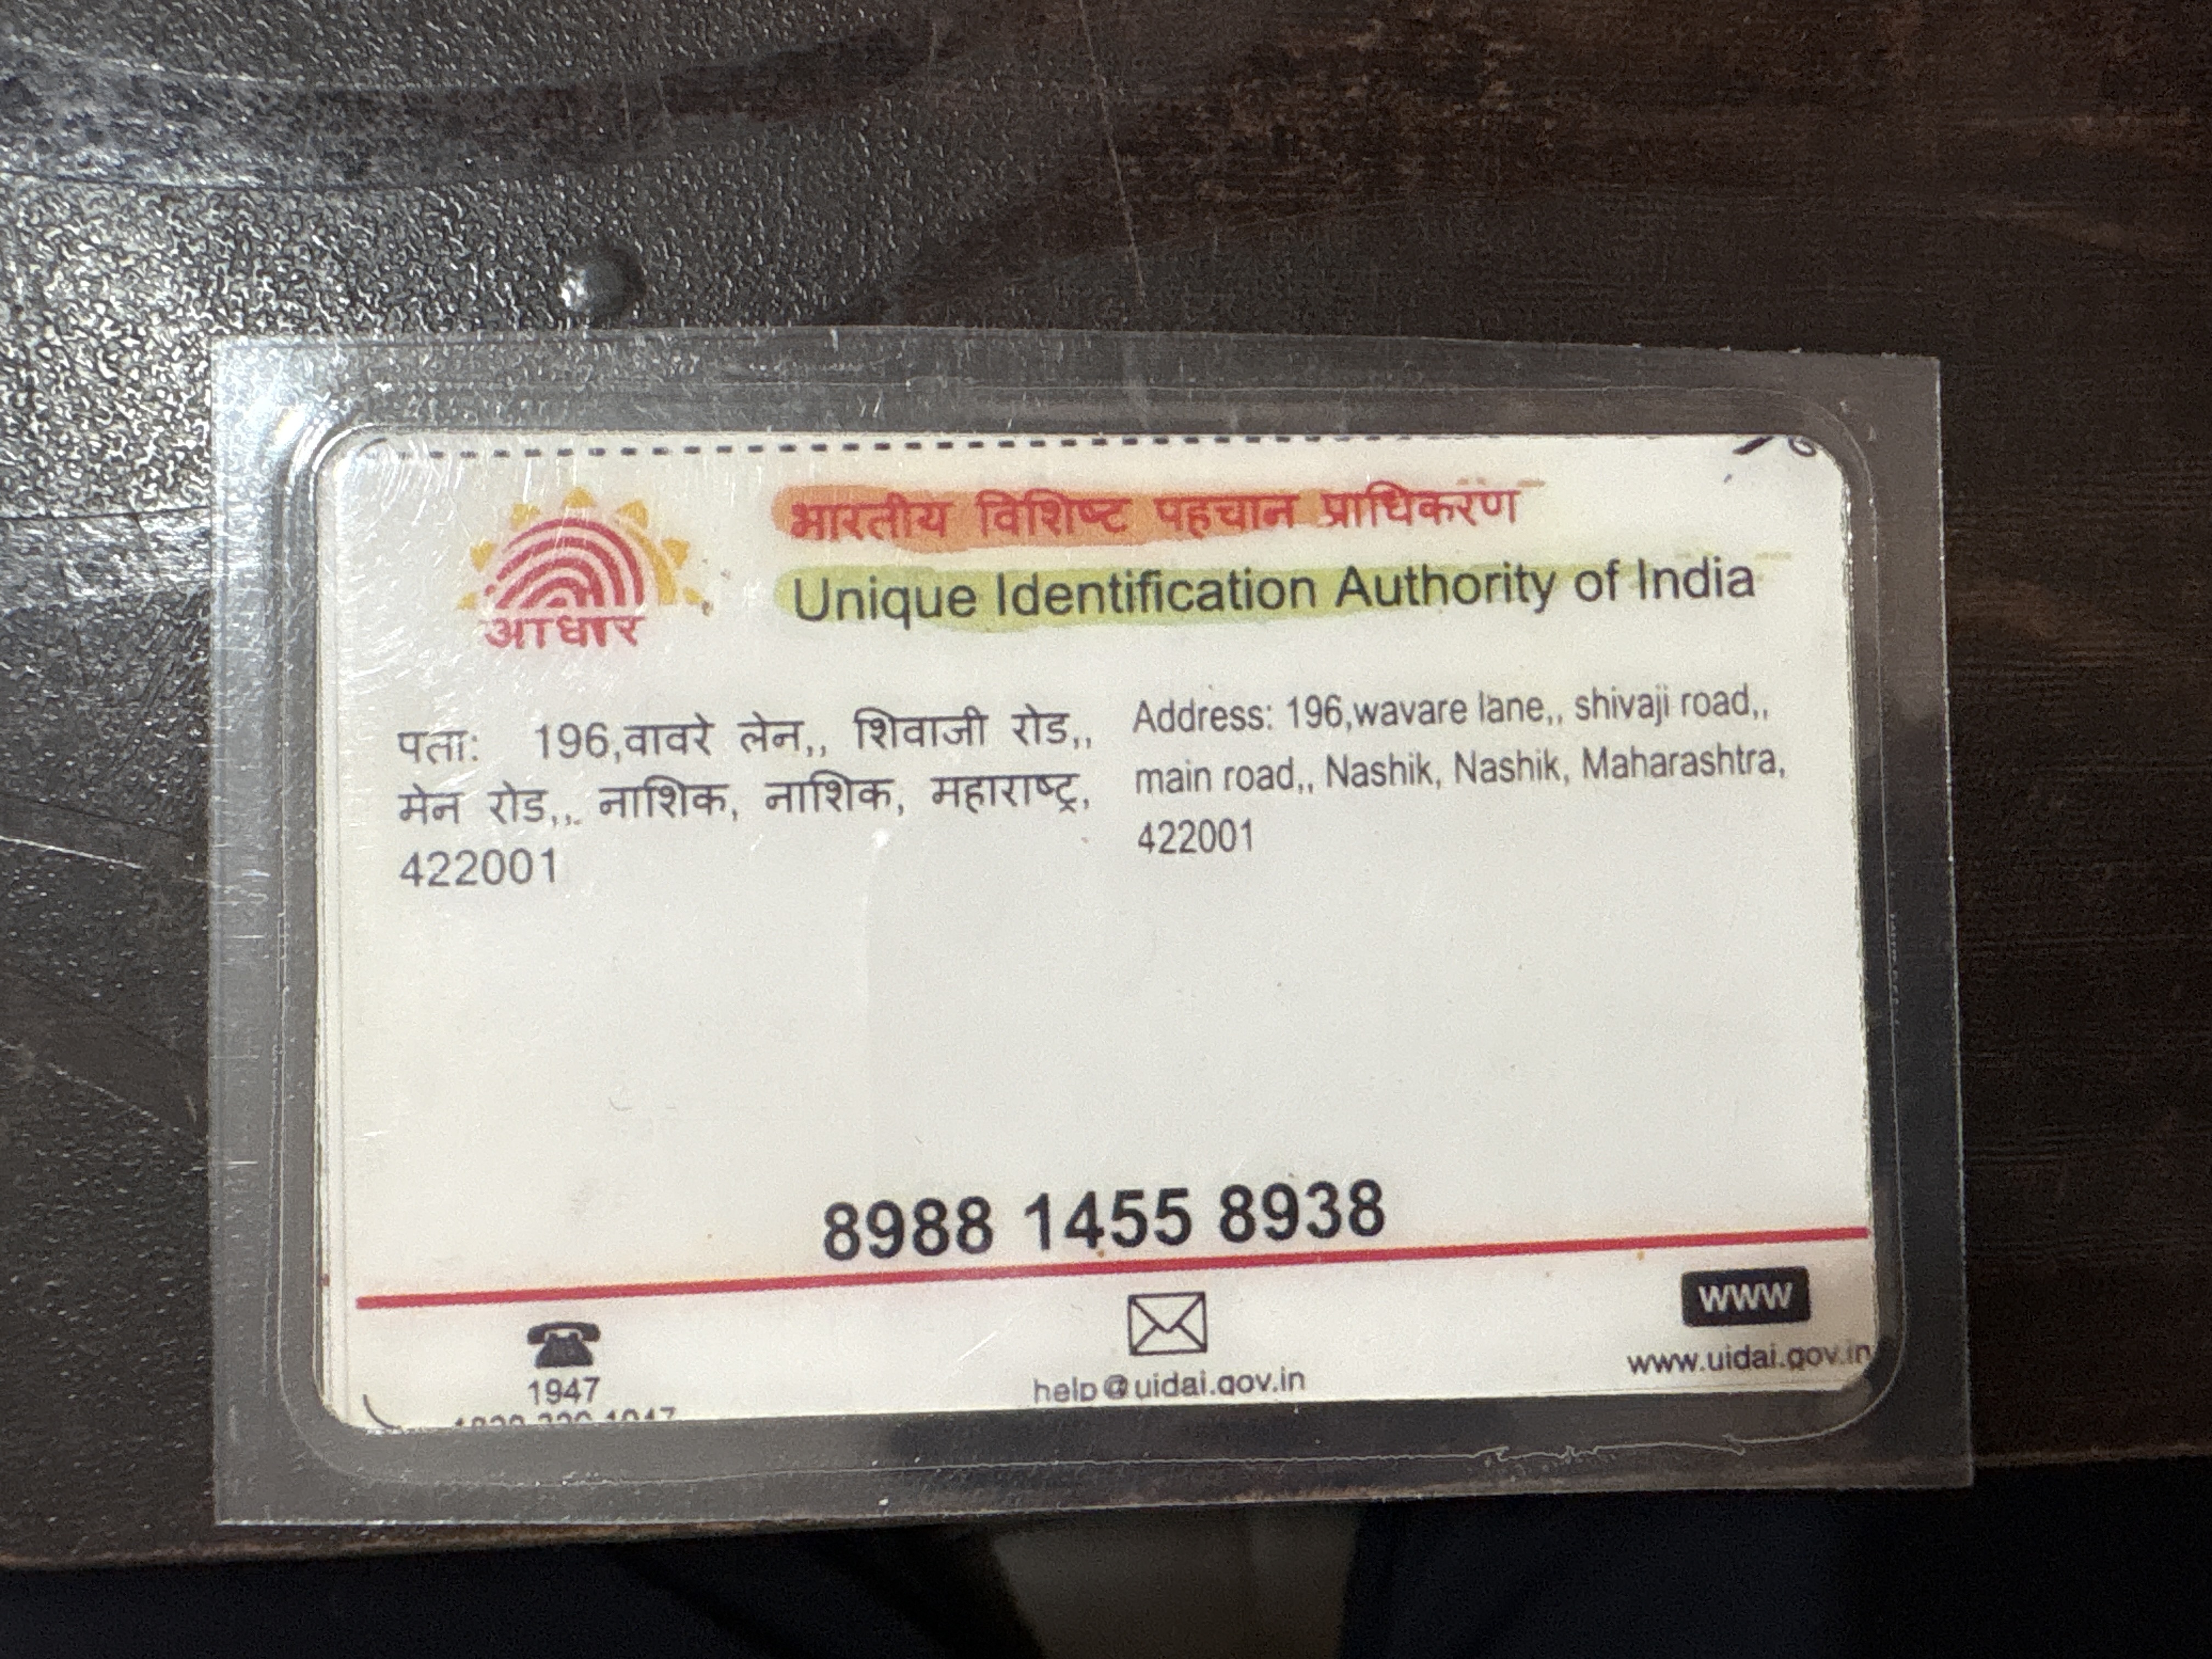 भारतीय विशिष्ट पहचान प्राधिकरण
Unique Identification Authority of India
आधार
पता: 196,वावरे लेन,, शिवाजी रोड,,
मेन रोड,, नाशिक, नाशिक, महाराष्ट्र,
422001
Address: 196,wavare lane,, shivaji road,,
main road,, Nashik, Nashik, Maharashtra,
422001
8988 1455 8938
1947
help@uidai.gov.in
WWW
www.uidai.gov.in